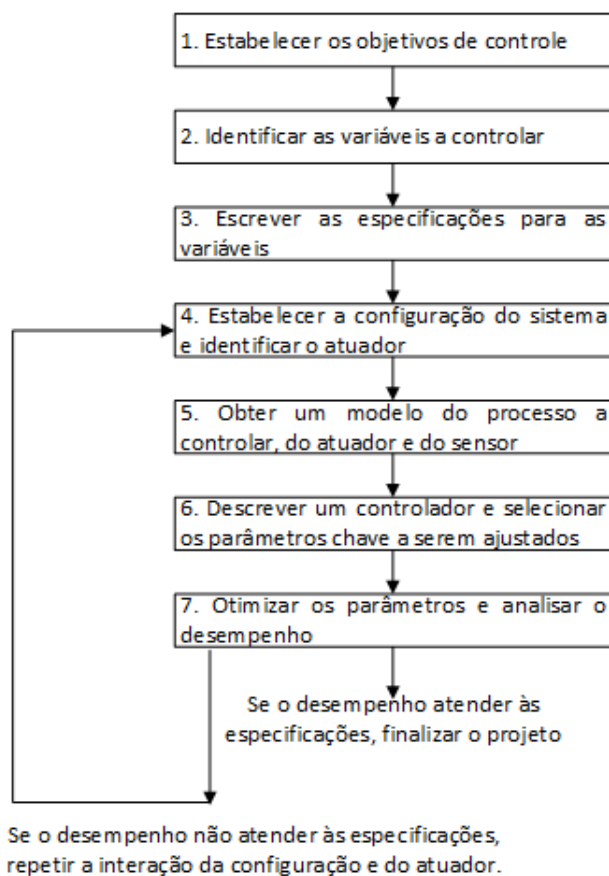 1. Estabelecer os objetivos de controle
2. Identificar as variáveis a controlar
3. Escrever as especificações para as
variáveis
4. Estabelecer a configuração do sistema
e identificar o atuador
5. Obter um modelo do processo a
controlar, do atuador e do sensor
6. Descrever um controlador e selecionar
os parâmetros chave a serem ajustados
7. Otimizar os parâmetros e analisar o
desempenho
Se o desempenho atender às
especificações, finalizar o projeto
Se o desempenho não atender às especificações,
repetir a interação da configuração e do atuador.